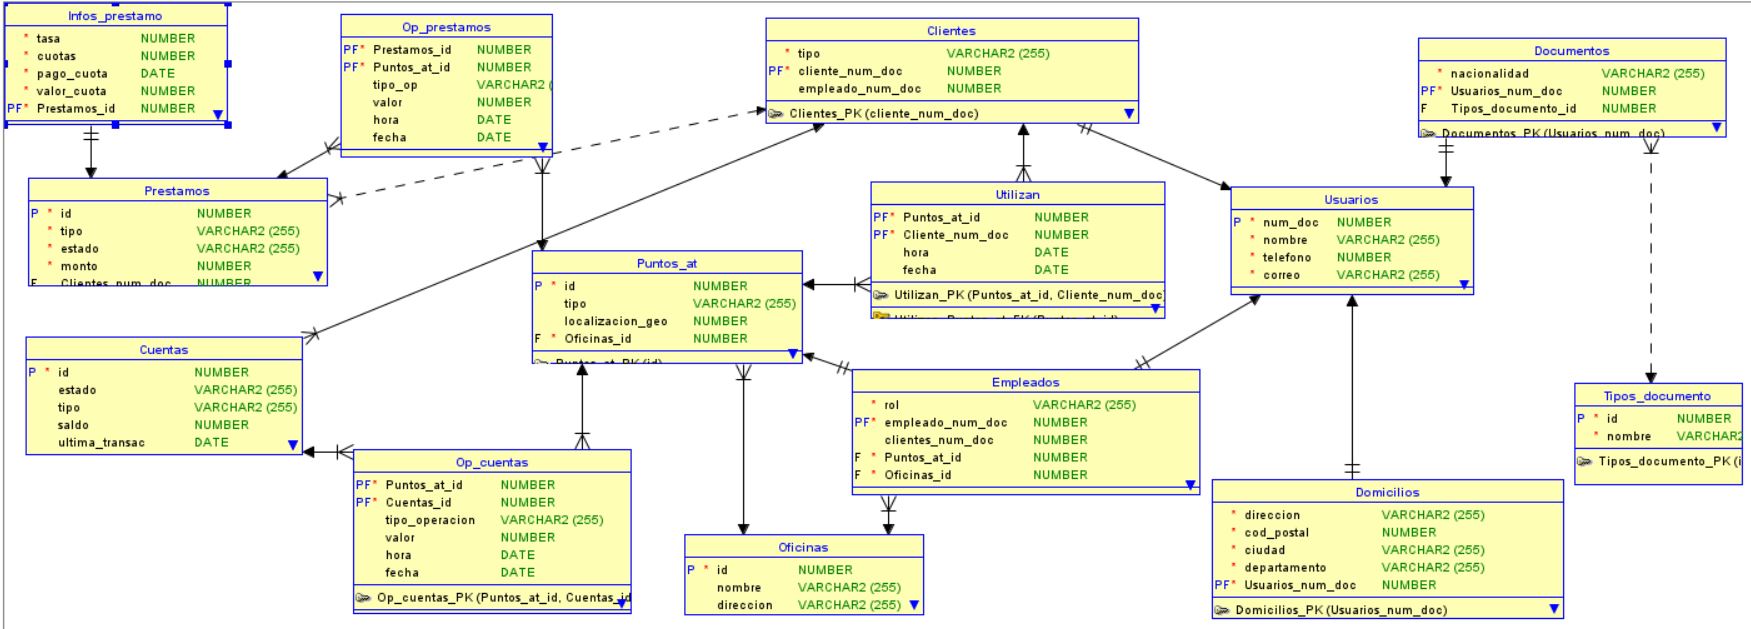 Infos_prestamo
* tasa NUMBER
* cuotas NUMBER
* pago_cuota DATE
* valor_cuota NUMBER
PF* Prestamos_id NUMBER
Op_prestamos
PF* Prestamos_id NUMBER
PF* Puntos_at_id NUMBER
tipo_op VARCHAR2 (
valor NUMBER
hora DATE
fecha DATE
Clientes
* tipo VARCHAR2 (255)
PF* cliente_num_doc NUMBER
empleado_num_doc NUMBER
Clientes_PK (cliente_num_doc)
Documentos
* nacionalidad VARCHAR2 (255)
PF* Usuarios_num_doc NUMBER
F Tipos_documento_id NUMBER
Documentos_PK (Usuarios_num_doc)
Prestamos
P * id NUMBER
* tipo VARCHAR2 (255)
* estado VARCHAR2 (255)
* monto NUMBER
F Clientes_num_doc NUMBER
Utilizan
PF* Puntos_at_id NUMBER
PF* Cliente_num_doc NUMBER
hora DATE
fecha DATE
Utilizan_PK (Puntos_at_id, Cliente_num_doc)
Utilizan_Puntos_at_FK (Puntos_at_id)
Usuarios
P * num_doc NUMBER
* nombre VARCHAR2 (255)
* telefono NUMBER
* correo VARCHAR2 (255)
Puntos_at
P * id NUMBER
tipo VARCHAR2 (255)
localizacion_geo NUMBER
F * Oficinas_id NUMBER
Puntos_at_PK (id)
Cuentas
P * id NUMBER
estado VARCHAR2 (255)
tipo VARCHAR2 (255)
saldo NUMBER
ultima_transac DATE
Empleados
* rol VARCHAR2 (255)
PF* empleado_num_doc NUMBER
clientes_num_doc NUMBER
F * Puntos_at_id NUMBER
F * Oficinas_id NUMBER
Tipos_documento
P * id NUMBER
* nombre VARCHAR2
Tipos_documento_PK (i
Op_cuentas
PF* Puntos_at_id NUMBER
PF* Cuentas_id NUMBER
tipo_operacion VARCHAR2 (255)
valor NUMBER
hora DATE
fecha DATE
Op_cuentas_PK (Puntos_at_id, Cuentas_id
Oficinas
P * id NUMBER
nombre VARCHAR2 (255)
direccion VARCHAR2 (255)
Domicilios
* direccion VARCHAR2 (255)
* cod_postal NUMBER
* ciudad VARCHAR2 (255)
* departamento VARCHAR2 (255)
PF* Usuarios_num_doc NUMBER
Domicilios_PK (Usuarios_num_doc)